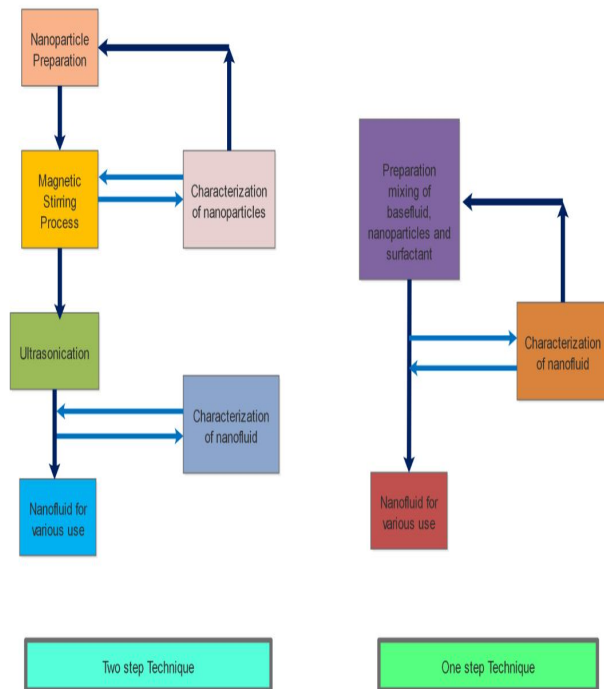 Nanoparticle
Preparation
Magnetic
Stirring
Process
Characterization
of nanoparticles
Ultrasonication
Characterization
of nanofluid
Nanofluid for
various use
Two step Technique
Preparation
mixing of
basefluid,
nanoparticles and
surfactant
Characterization
of nanofluid
Nanofluid for
various use
One step Technique